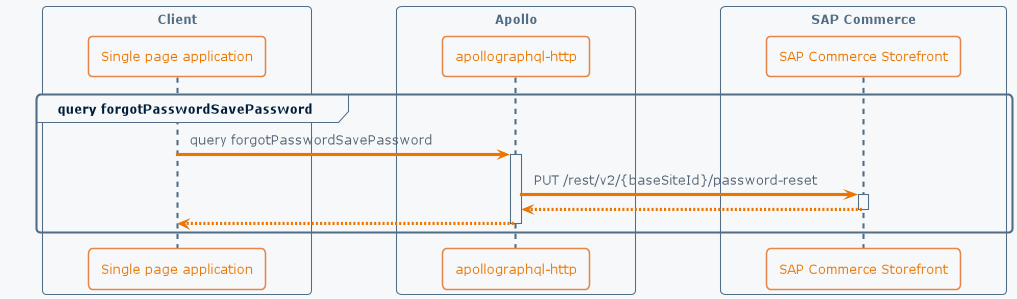 Client
Apollo
SAP Commerce
Single page application
apollographql-http
SAP Commerce Storefront
query forgotPasswordSavePassword
query forgotPasswordSavePassword
PUT /rest/v2/{baseSiteId}/password-reset
Single page application
apollographql-http
SAP Commerce Storefront